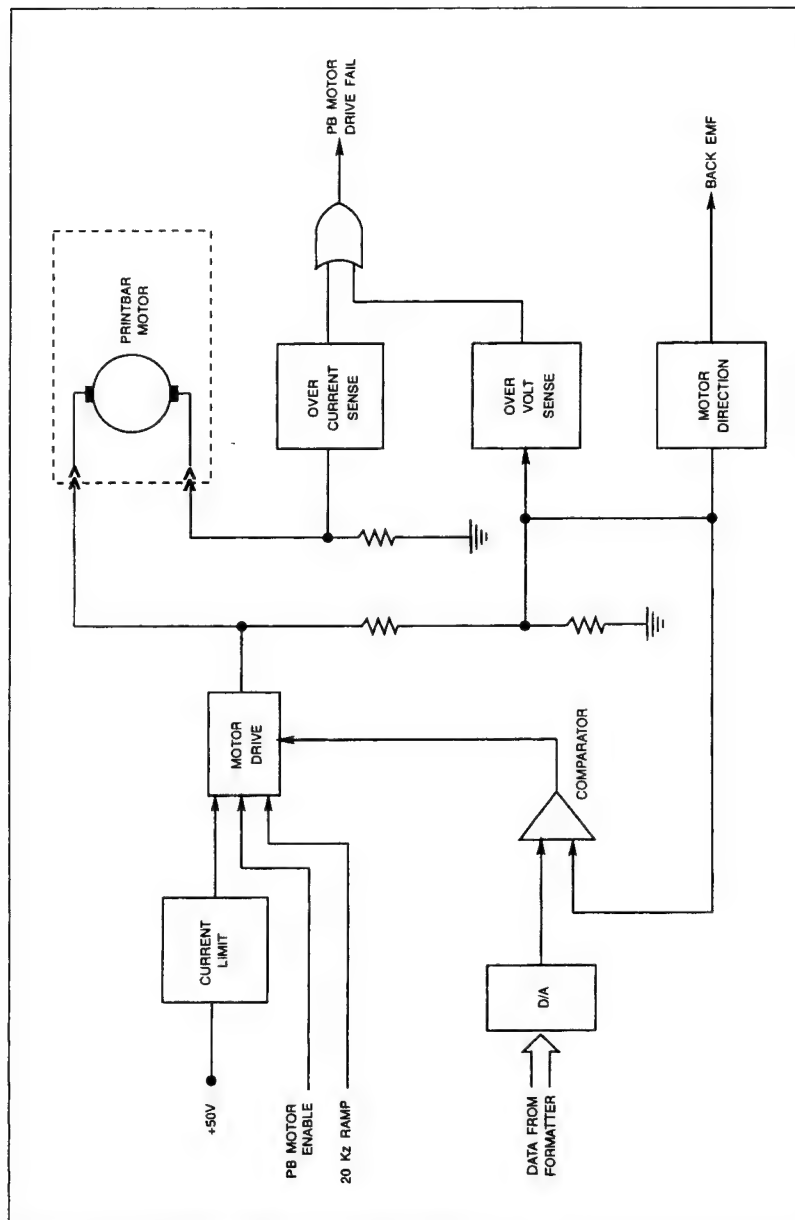 +50V
CURRENT
LIMIT
PB MOTOR
ENABLE
20 Kz RAMP
MOTOR
DRIVE
DATA FROM
FORMATTER
D/A
COMPARATOR
PRINTBAR
MOTOR
OVER
CURRENT
SENSE
OVER
VOLT
SENSE
MOTOR
DIRECTION
PB MOTOR
DRIVE FAIL
BACK EMF